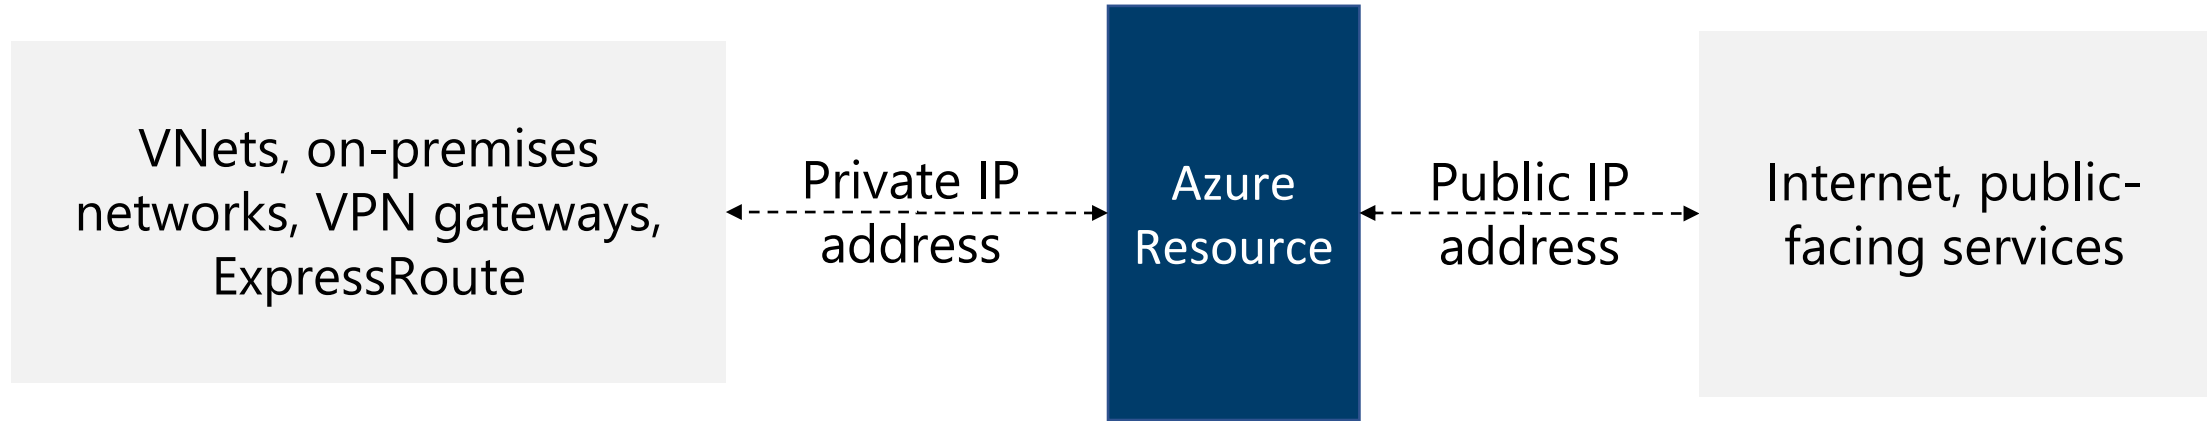 VNets, on-premises
networks, VPN gateways,
ExpressRoute
Private IP
address
Azure
Resource
Public IP
address
Internet, public-
facing services